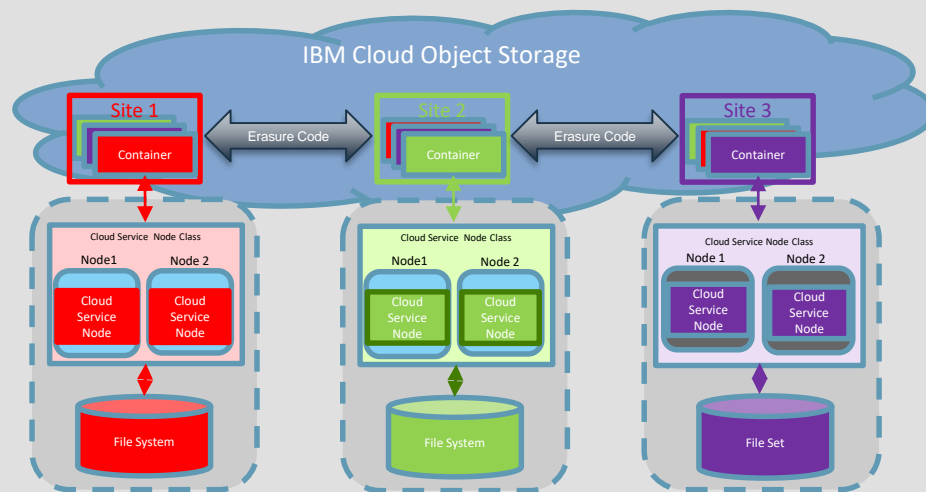 IBM Cloud Object Storage
Site 1
Site 2
Site 3
Erasure Code
Erasure Code
Container
Container
Container
Cloud Service Node Class
Node1
Node 2
Cloud
Service
Node
Cloud
Service
Node
File System
Cloud Service Node Class
Node1
Node 2
Cloud
Service
Node
Cloud
Service
Node
File System
Cloud Service Node Class
Node 1
Node 2
Cloud
Service
Node
Cloud
Service
Node
File Set